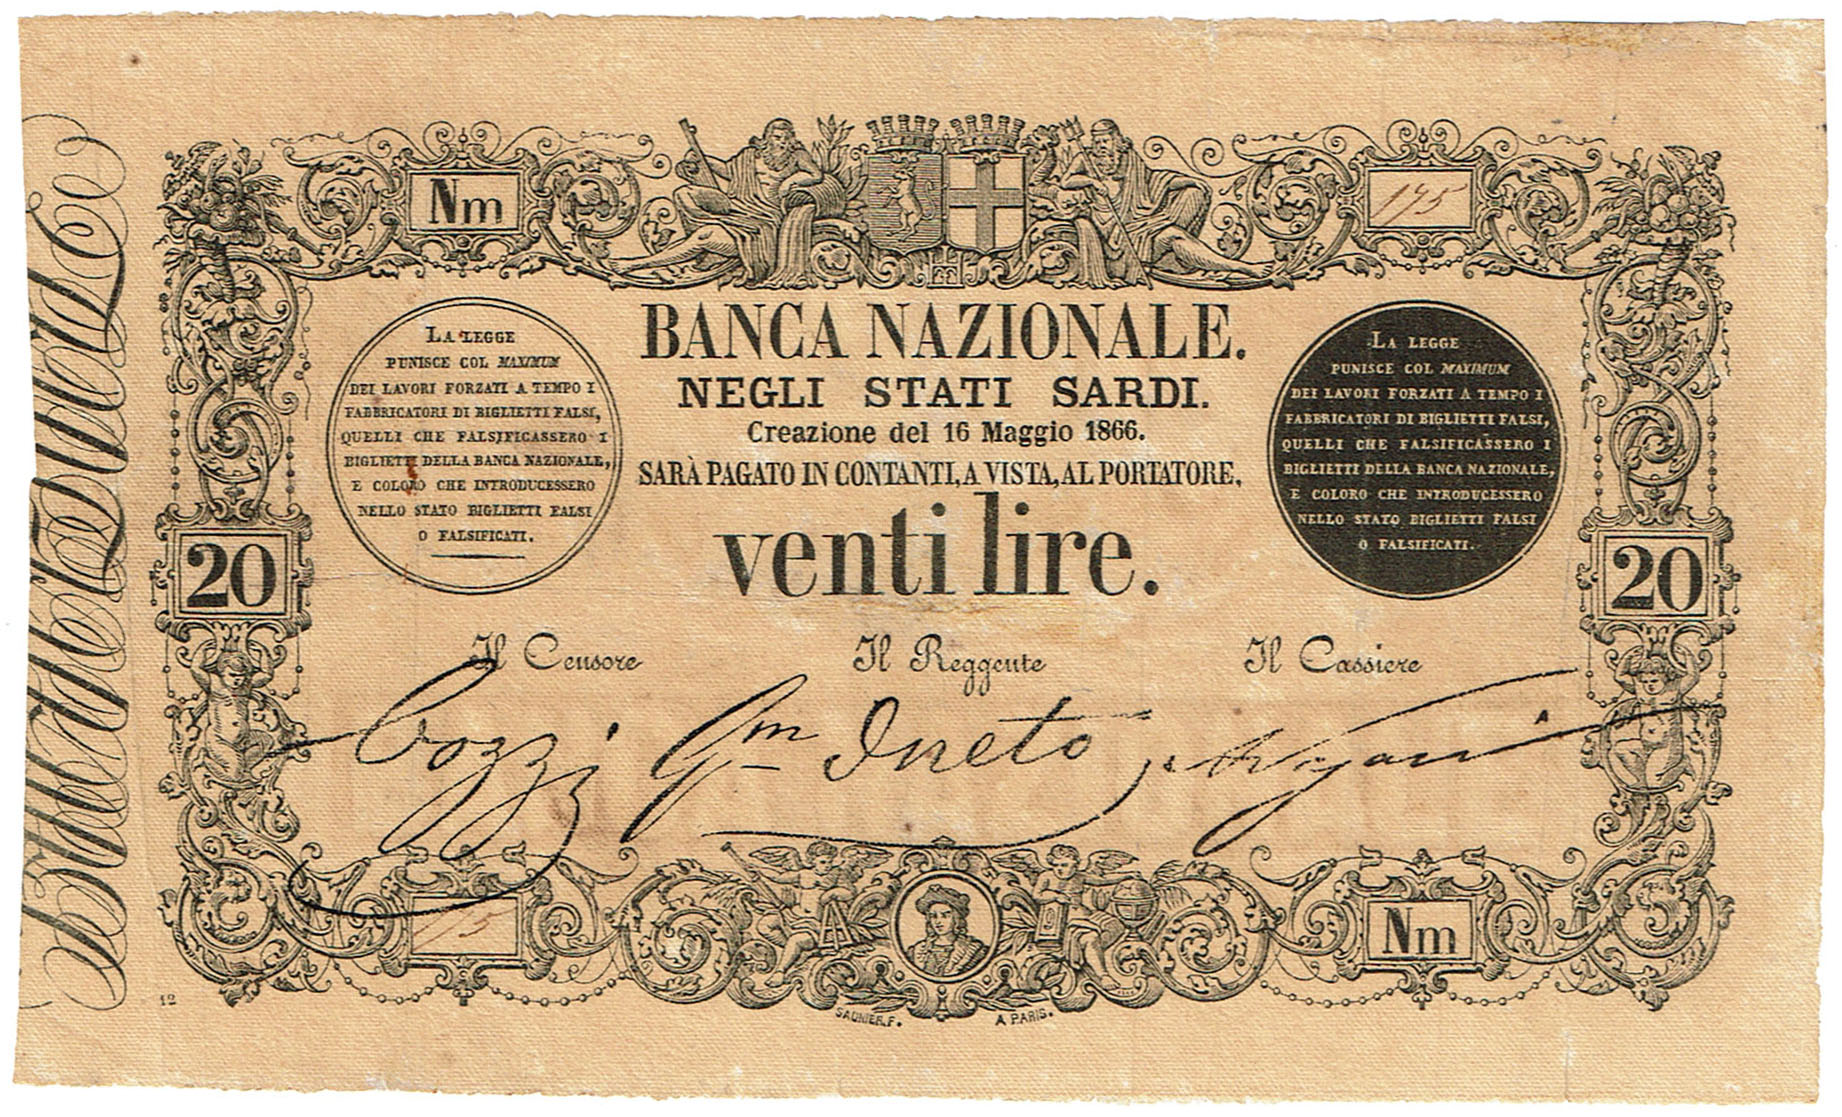 Nm
175
BANCA NAZIONALE.
NEGLI STATI SARDI.
Creazione del 16 Maggio 1866.
SARÀ PAGATO IN CONTANTI, A VISTA, AL PORTATORE,
venti lire.
LA LEGGE
PUNISCE COL MAXIMUM
DEI LAVORI FORZATI A TEMPO I
FABBRICATORI DI BIGLIETTI FALSI,
QUELLI CHE FALSIFICASSERO I
BIGLIETTI DELLA BANCA NAZIONALE,
E COLORO CHE INTRODUCESSERO
NELLO STATO BIGLIETTI FALSI
O FALSIFICATI.
LA LEGGE
PUNISCE COL MAXIMUM
DEI LAVORI FORZATI A TEMPO I
FABBRICATORI DI BIGLIETTI FALSI,
QUELLI CHE FALSIFICASSERO I
BIGLIETTI DELLA BANCA NAZIONALE,
E COLORO CHE INTRODUCESSERO
NELLO STATO BIGLIETTI FALSI
O FALSIFICATI.
20
20
Il Censore
Il Reggente
Il Cassiere
Cozzi
Gm Oneto
Nm
12
SAUNIER, F.
A PARIS.